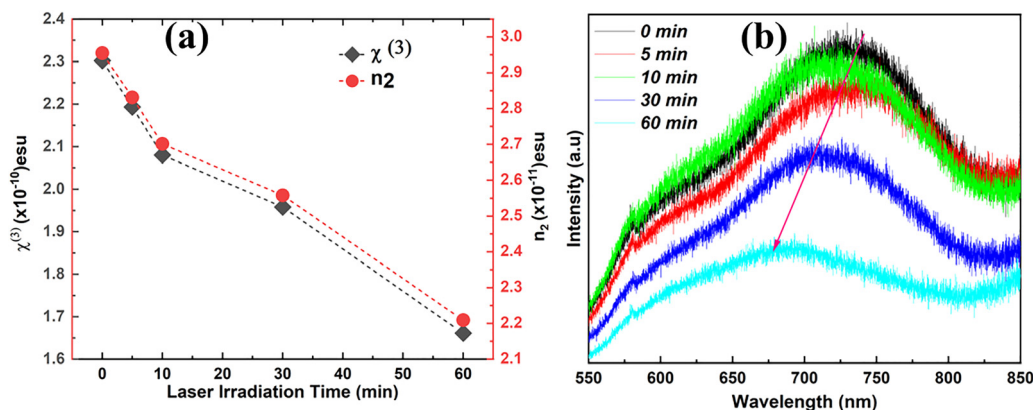 (a)
χ (3)
n2
2.4
2.3
2.2
2.1
2.0
1.9
1.8
1.7
1.6
χ(3) (x10-10)esu
3.0
2.9
2.8
2.7
2.6
2.5
2.4
2.3
2.2
2.1
n2 (x10-11)esu
0 10 20 30 40 50 60
Laser Irradiation Time (min)
(b)
0 min
5 min
10 min
30 min
60 min
Intensity (a.u)
550 600 650 700 750 800 850
Wavelength (nm)